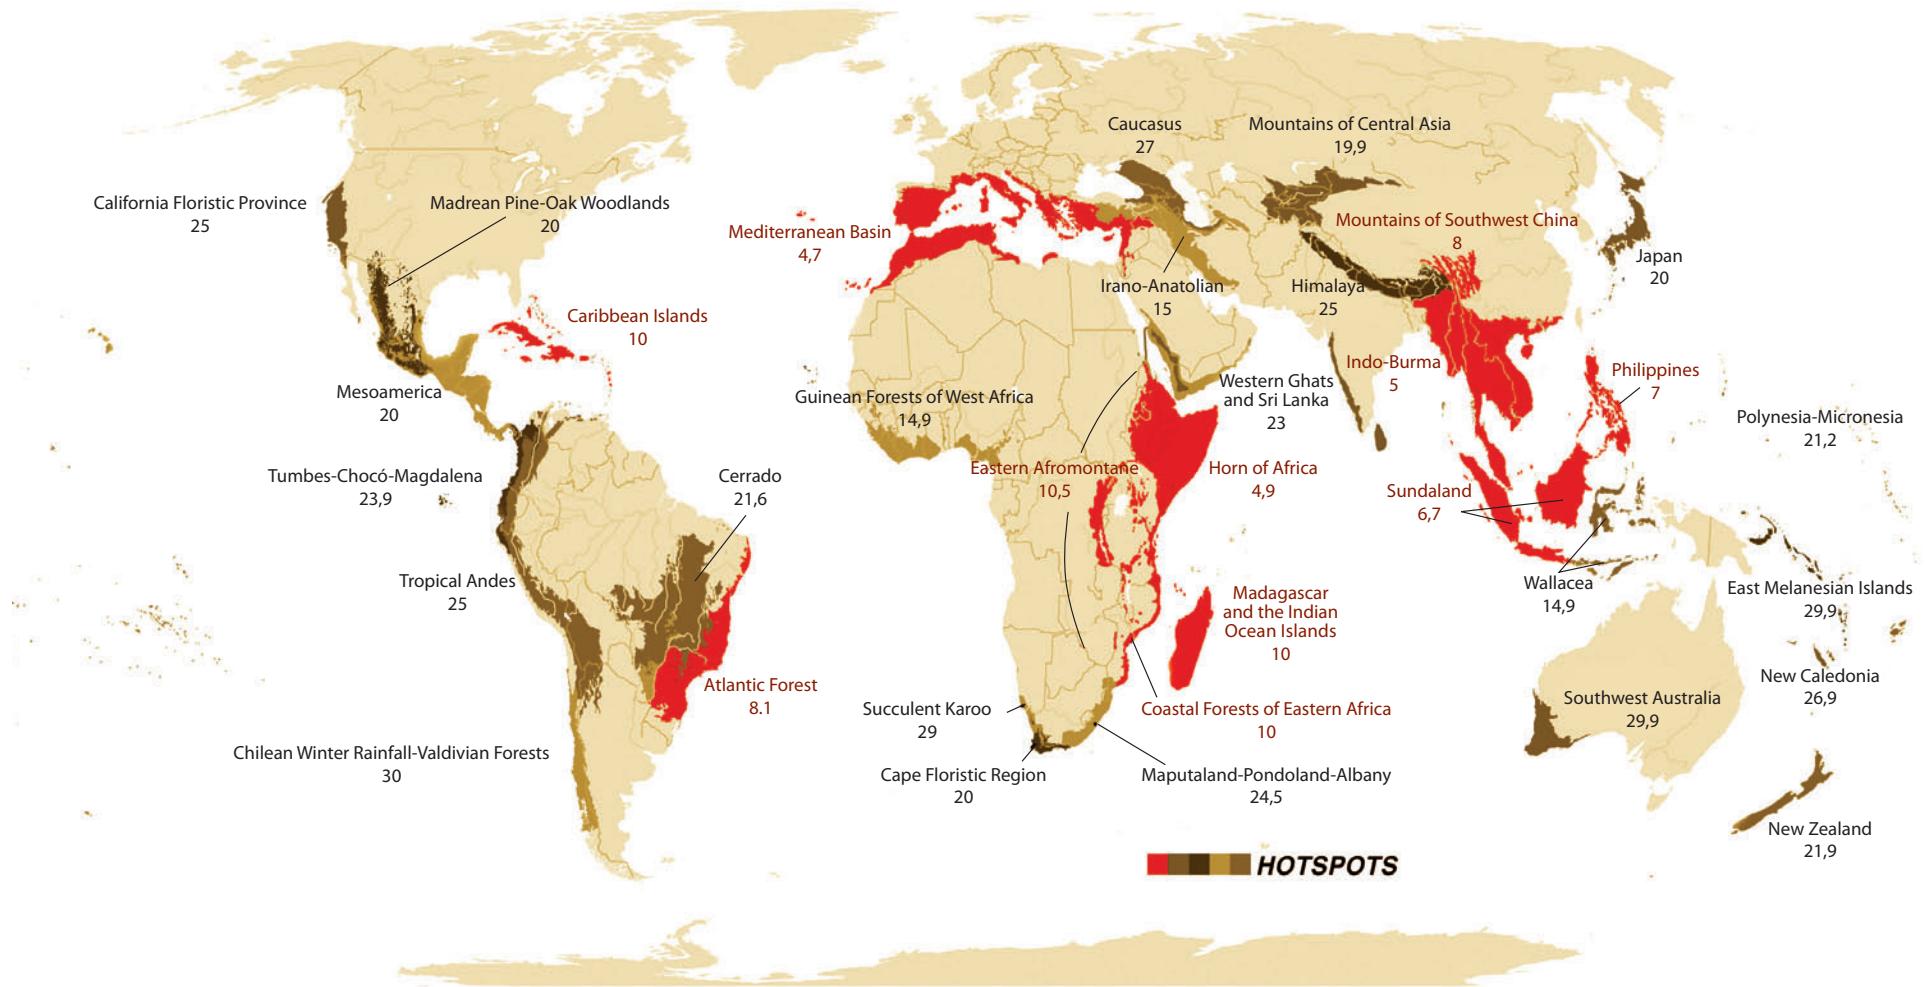 Caucasus
27
Mountains of Central Asia
19,9
California Floristic Province
25
Madrean Pine-Oak Woodlands
20
Mediterranean Basin
4,7
Mountains of Southwest China
8
Japan
20
Irano-Anatolian
15
Himalaya
25
Caribbean Islands
10
Indo-Burma
5
Philippines
7
Mesoamerica
20
Guinean Forests of West Africa
14,9
Western Ghats
and Sri Lanka
23
Polynesia-Micronesia
21,2
Tumbes-Chocó-Magdalena
23,9
Cerrado
21,6
Eastern Afromontane
10,5
Horn of Africa
4,9
Sundaland
6,7
Tropical Andes
25
Wallacea
14,9
East Melanesian Islands
29,9
Madagascar
and the Indian
Ocean Islands
10
Atlantic Forest
8.1
New Caledonia
26,9
Southwest Australia
29,9
Succulent Karoo
29
Coastal Forests of Eastern Africa
10
Chilean Winter Rainfall-Valdivian Forests
30
Cape Floristic Region
20
Maputaland-Pondoland-Albany
24,5
New Zealand
21,9
HOTSPOTS